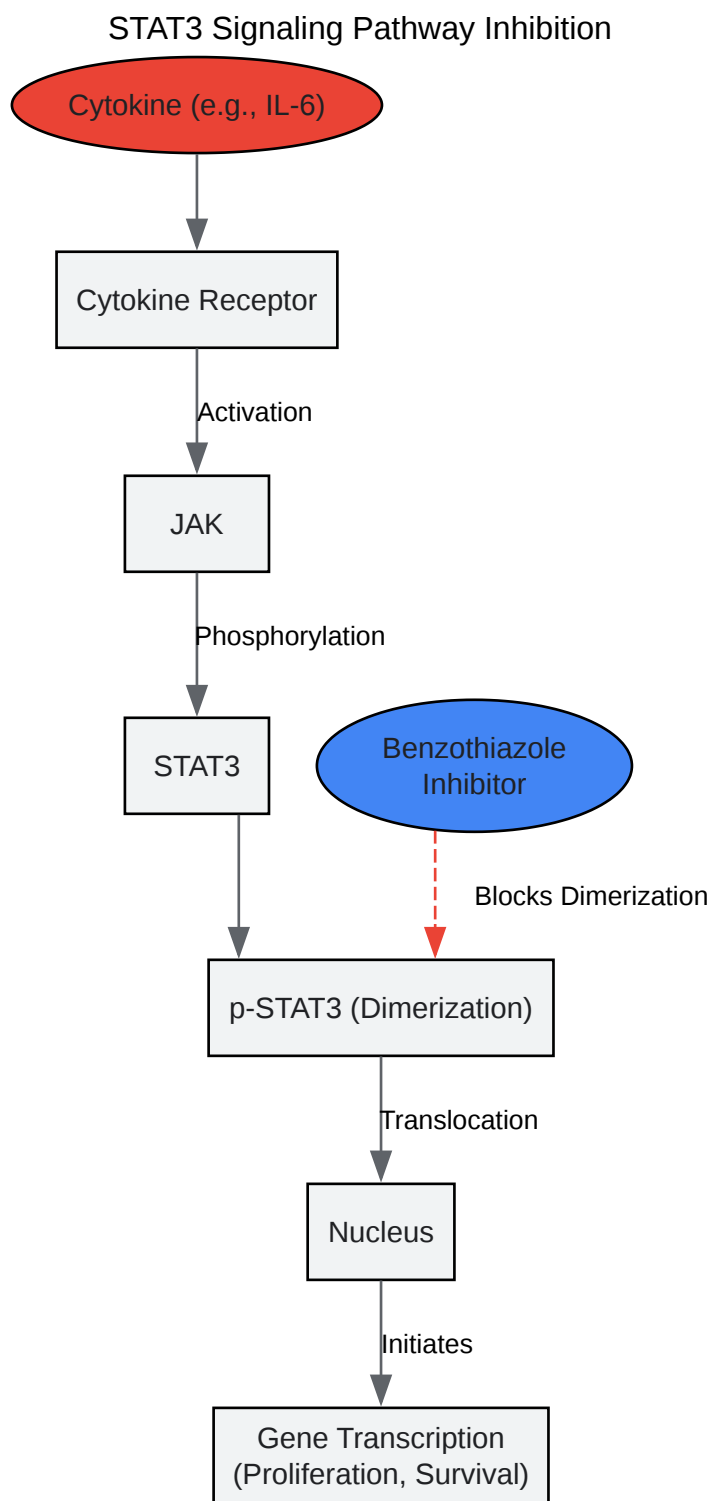 STAT3 Signaling Pathway Inhibition
Cytokine (e.g., IL-6)
Cytokine Receptor
Activation
JAK
Phosphorylation
STAT3
Benzothiazole
Inhibitor
Blocks Dimerization
p-STAT3 (Dimerization)
Translocation
Nucleus
Initiates
Gene Transcription
(Proliferation, Survival)